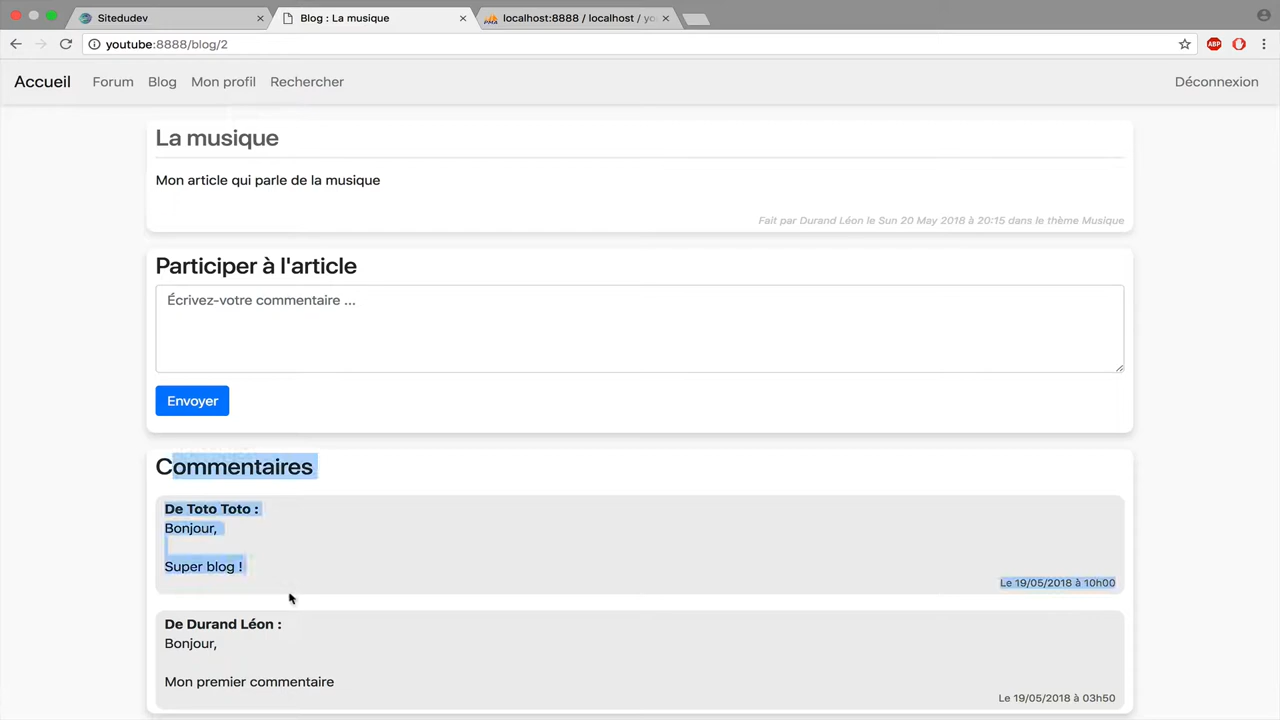 Sitedudev
Blog : La musique
localhost:8888 / localhost / yo
youtube:8888/blog/2
ABP
Accueil Forum Blog Mon profil Rechercher Déconnexion
La musique
Mon article qui parle de la musique
Fait par Durand Léon le Sun 20 May 2018 à 20:15 dans le thème Musique
Participer à l'article
Écrivez-votre commentaire ...
Envoyer
Commentaires
De Toto Toto :
Bonjour,
Super blog !
Le 19/05/2018 à 10h00
De Durand Léon :
Bonjour,
Mon premier commentaire
Le 19/05/2018 à 03h50